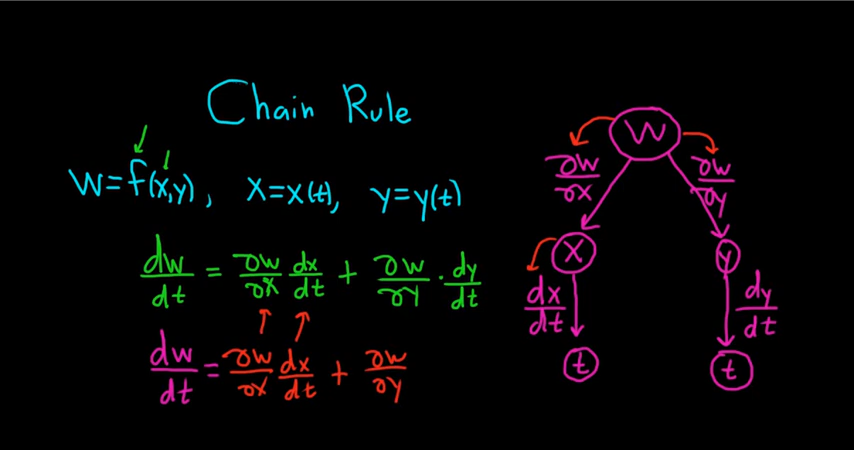 Chain Rule
W=f(x,y), X=x(t), y=y(t)
dw/dt = ∂w/∂x dx/dt + ∂w/∂y · dy/dt
dw/dt = ∂w/∂x dx/dt + ∂w/∂y
W
∂w/∂x ∂w/∂y
X y
dx/dt dy/dt
t t